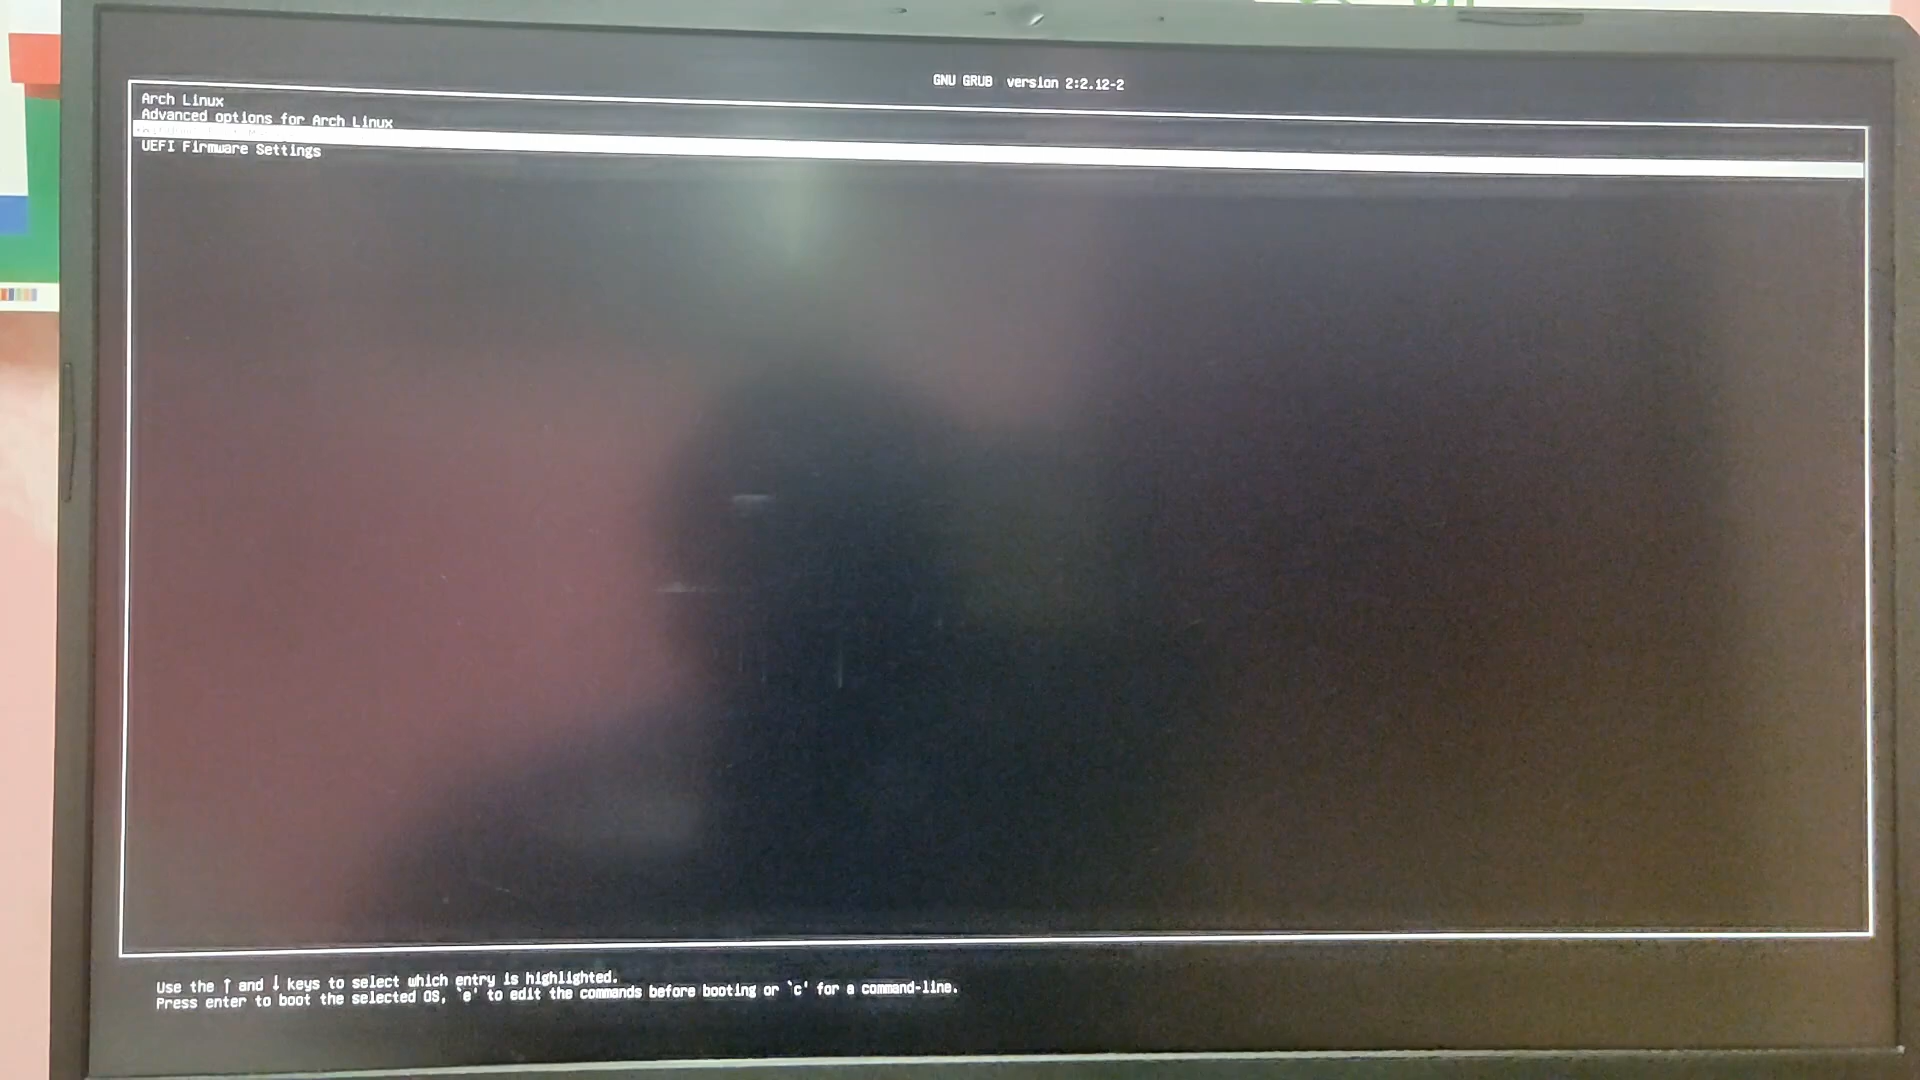 GNU GRUB version 2:2.12-2
Arch Linux
Advanced options for Arch Linux
UEFI Firmware Settings
Use the ↑ and ↓ keys to select which entry is highlighted.
Press enter to boot the selected OS, `e' to edit the commands before booting or `c' for a command-line.